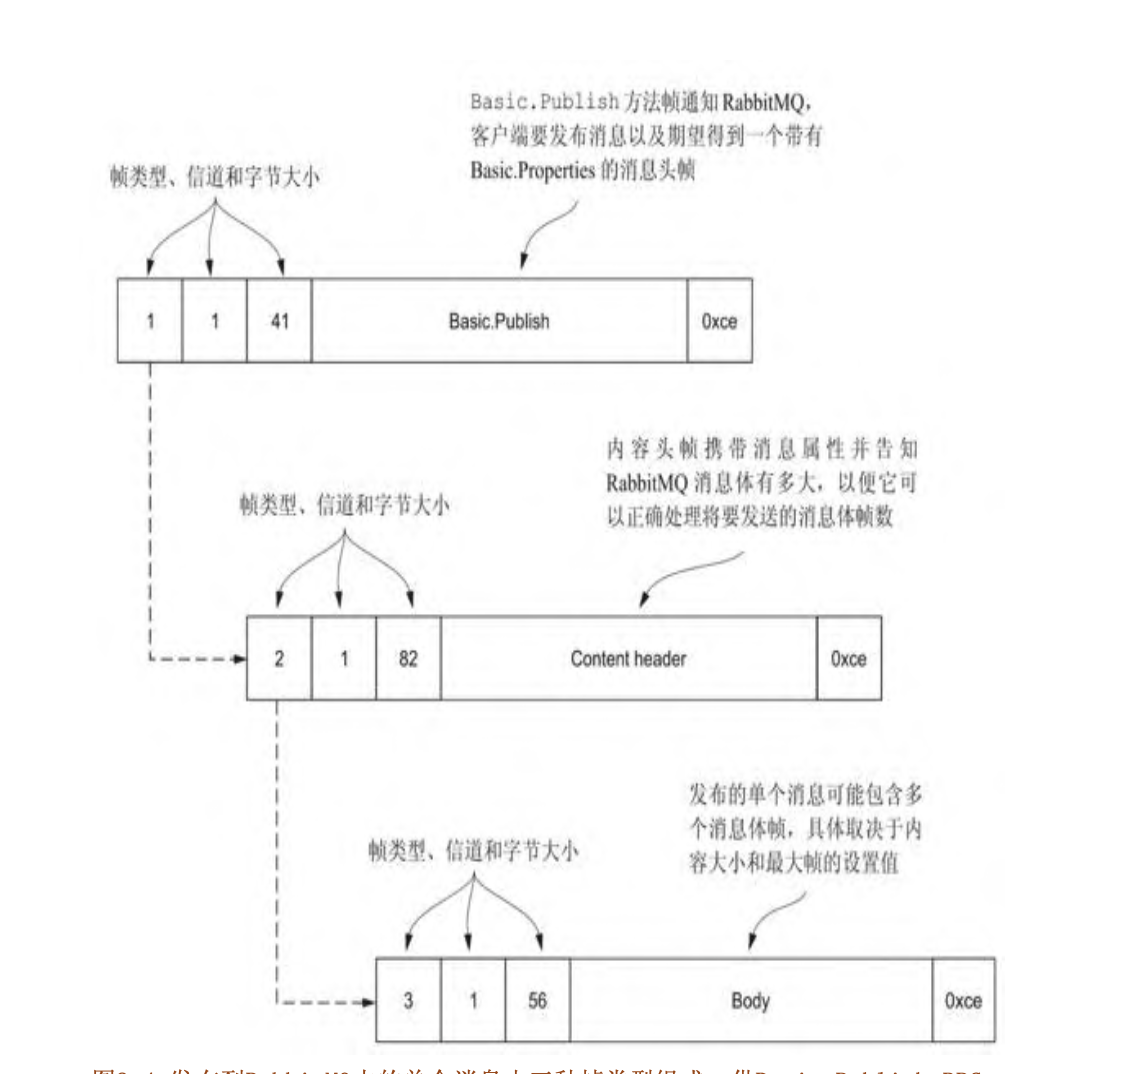 Basic.Publish 方法帧通知 RabbitMQ，
客户端要发布消息以及期望得到一个带有
Basic.Properties 的消息头帧
帧类型、信道和字节大小
1 1 41 Basic.Publish 0xce
内容头帧携带消息属性并告知
RabbitMQ 消息体有多大，以便它可
以正确处理将要发送的消息体帧数
帧类型、信道和字节大小
2 1 82 Content header 0xce
发布的单个消息可能包含多
个消息体帧，具体取决于内
容大小和最大帧的设置值
帧类型、信道和字节大小
3 1 56 Body 0xce